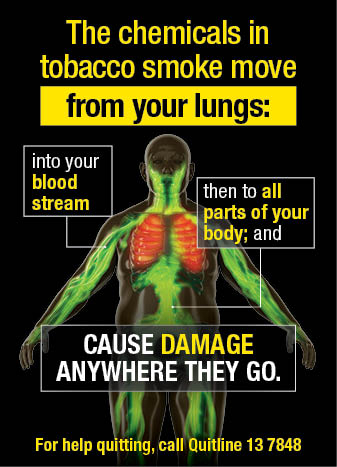 The chemicals in
tobacco smoke move
from your lungs:
into your
blood
stream
then to all
parts of your
body; and
CAUSE DAMAGE
ANYWHERE THEY GO.
For help quitting, call Quitline 13 7848